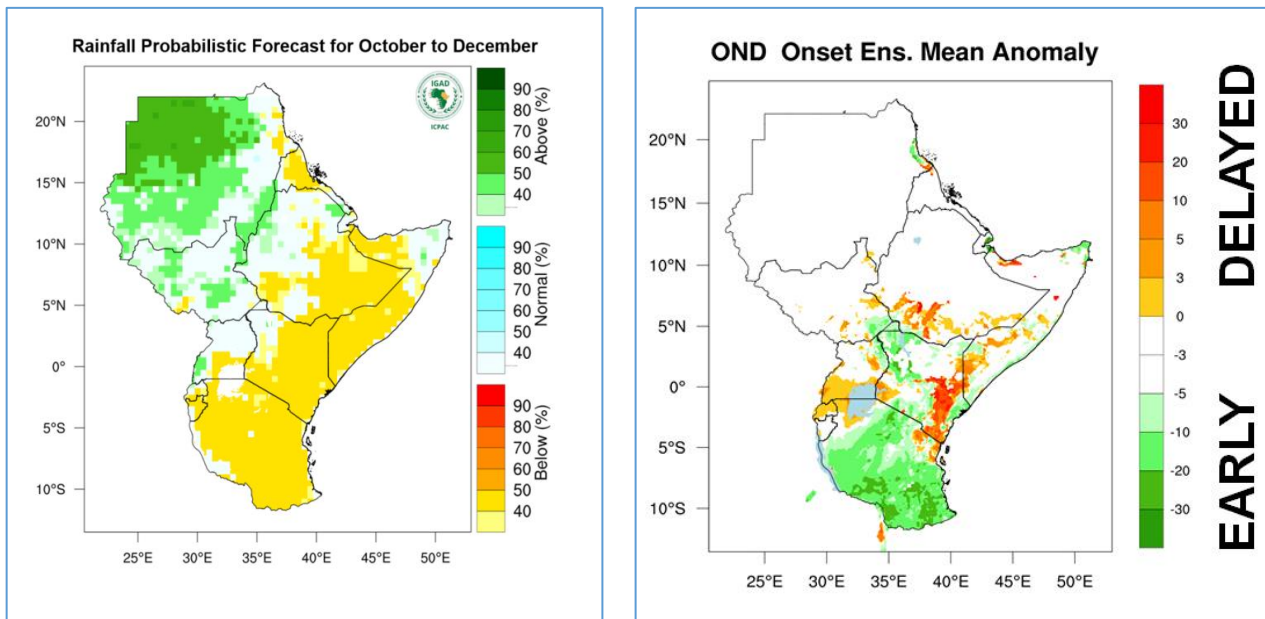 Rainfall Probabilistic Forecast for October to December
IGAD
ICPAC
20°N
15°N
10°N
5°N
0°
5°S
10°S
25°E 30°E 35°E 40°E 45°E 50°E
90
80
70
60
50
40
Above (%)
90
80
70
60
50
40
Normal (%)
90
80
70
60
50
40
Below (%)
OND Onset Ens. Mean Anomaly
20°N
15°N
10°N
5°N
0°
5°S
10°S
25°E 30°E 35°E 40°E 45°E 50°E
30
20
10
5
3
0
-3
-5
-10
-20
-30
DELAYED
EARLY